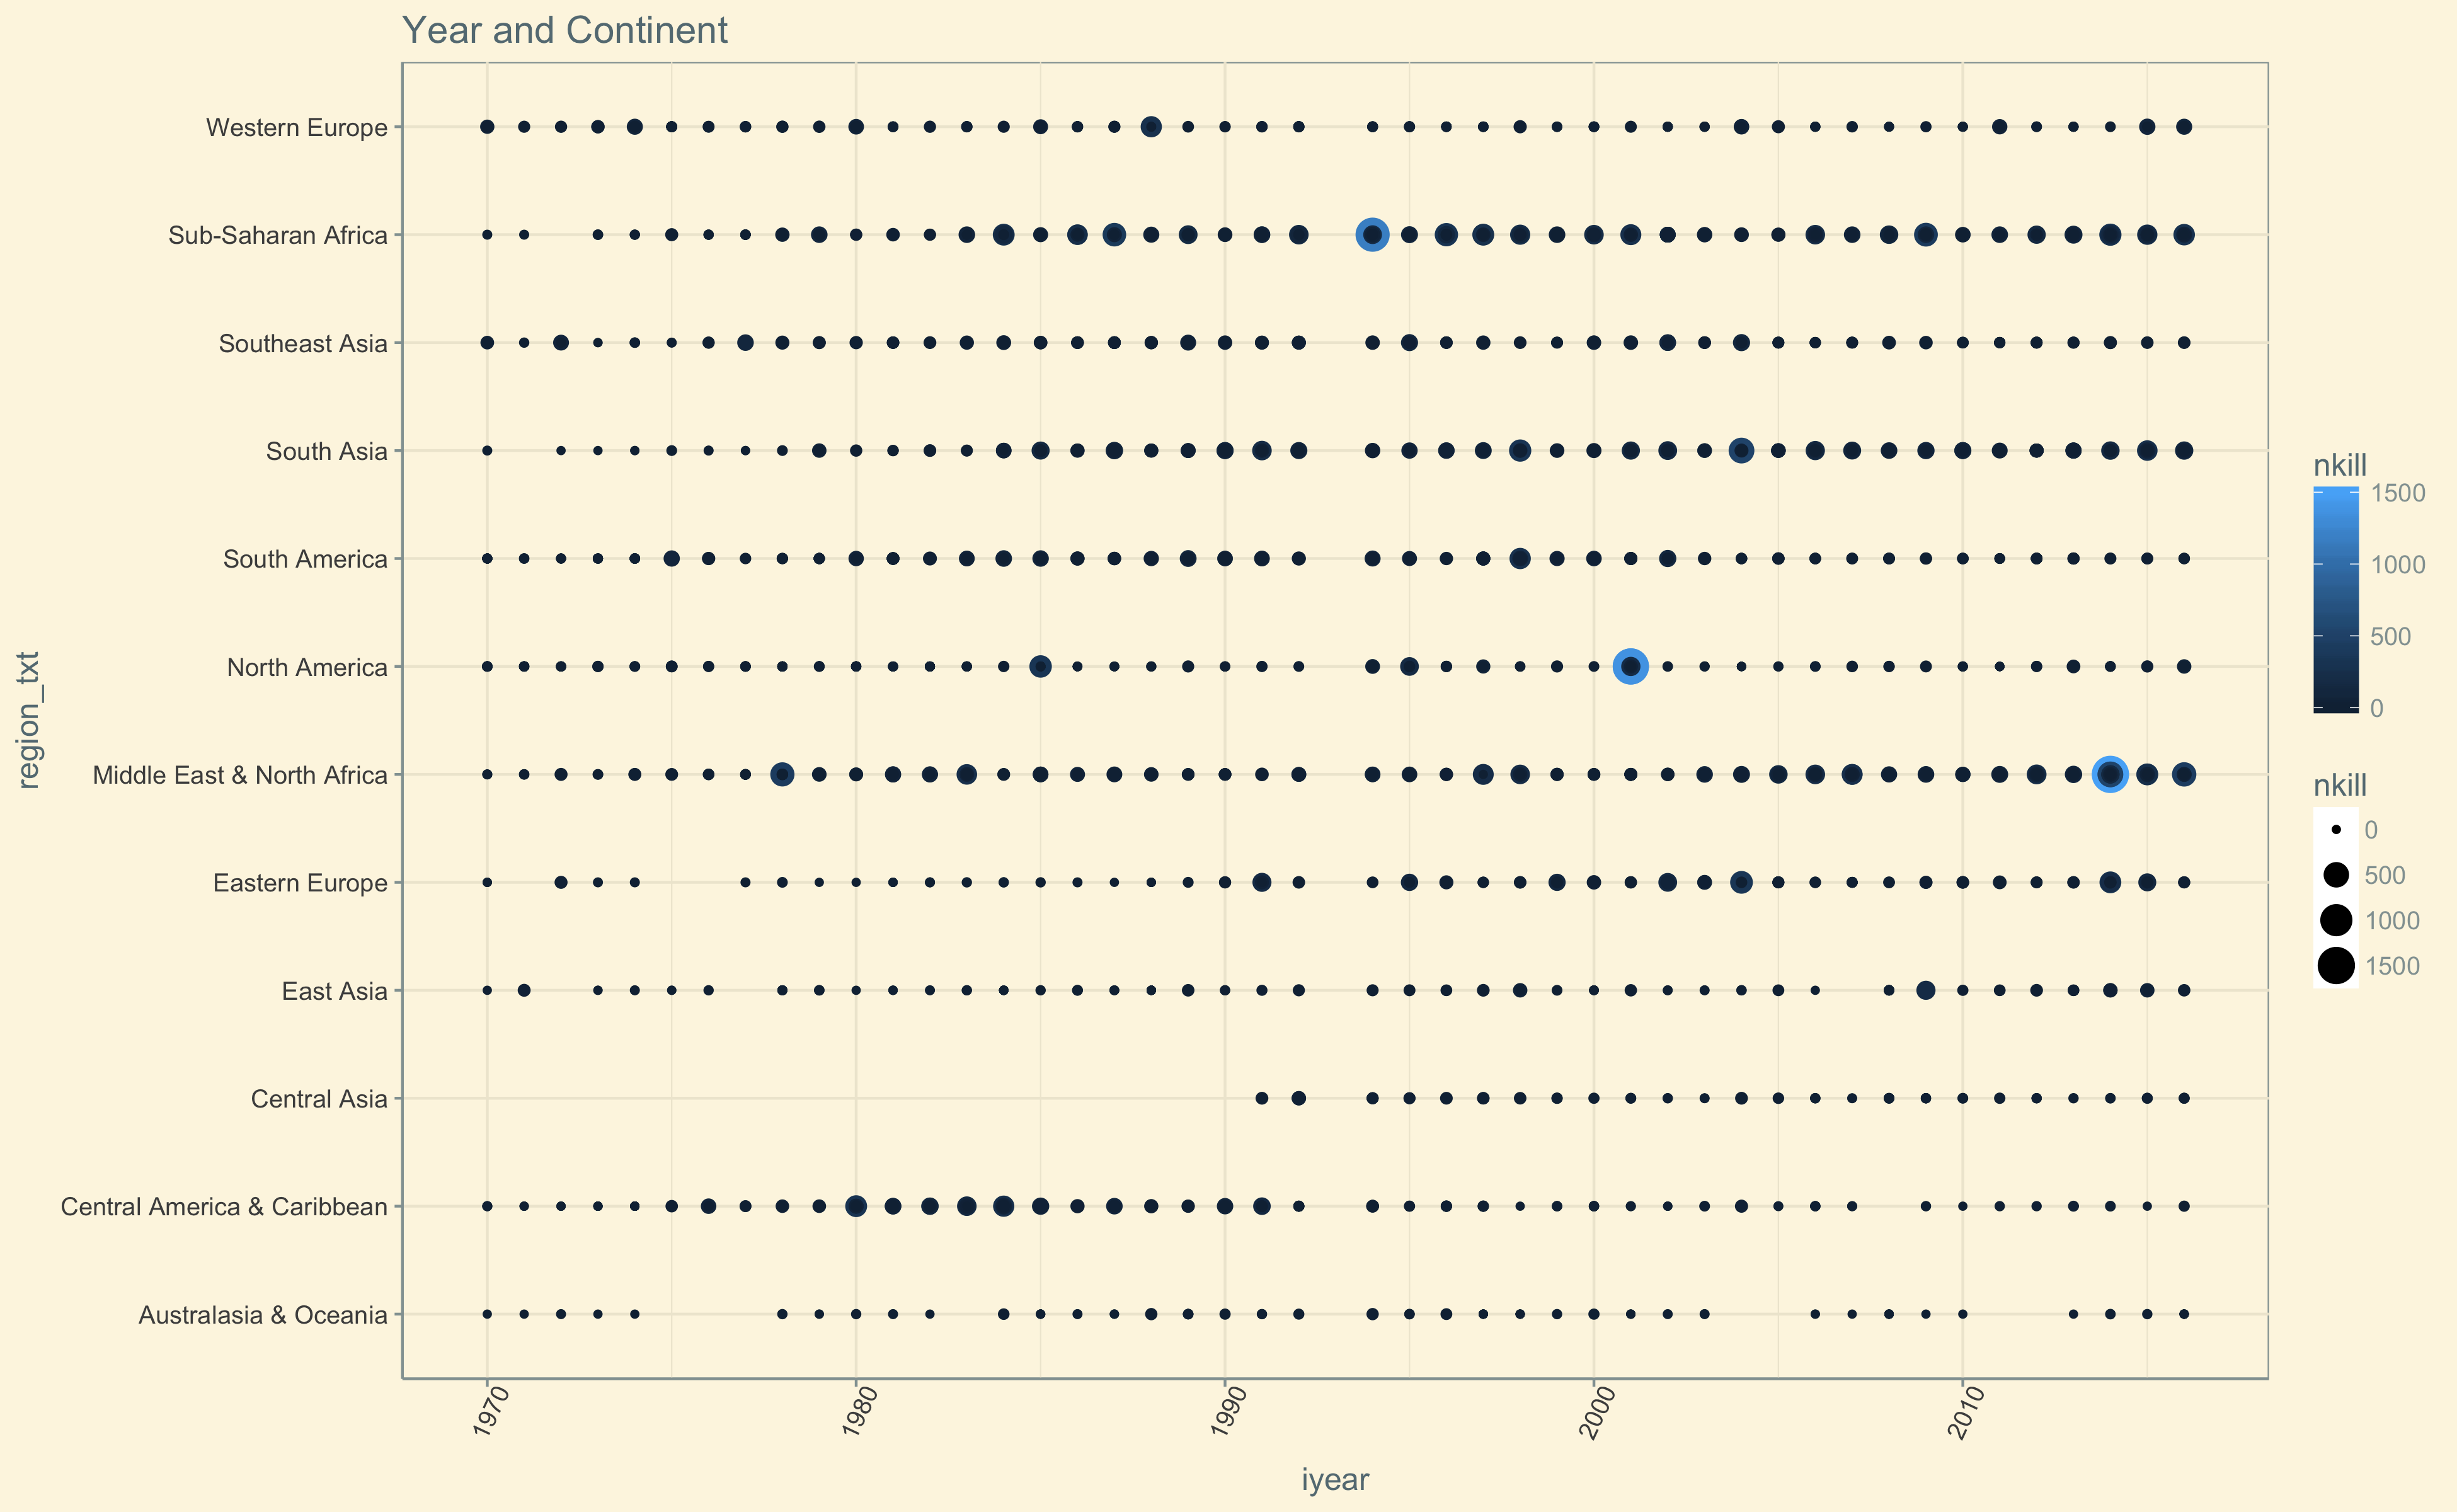 Year and Continent
region_txt
Western Europe
Sub-Saharan Africa
Southeast Asia
South Asia
South America
North America
Middle East & North Africa
Eastern Europe
East Asia
Central Asia
Central America & Caribbean
Australasia & Oceania
1970
1980
1990
2000
2010
iyear
nkill
1500
1000
500
0
nkill
0
500
1000
1500